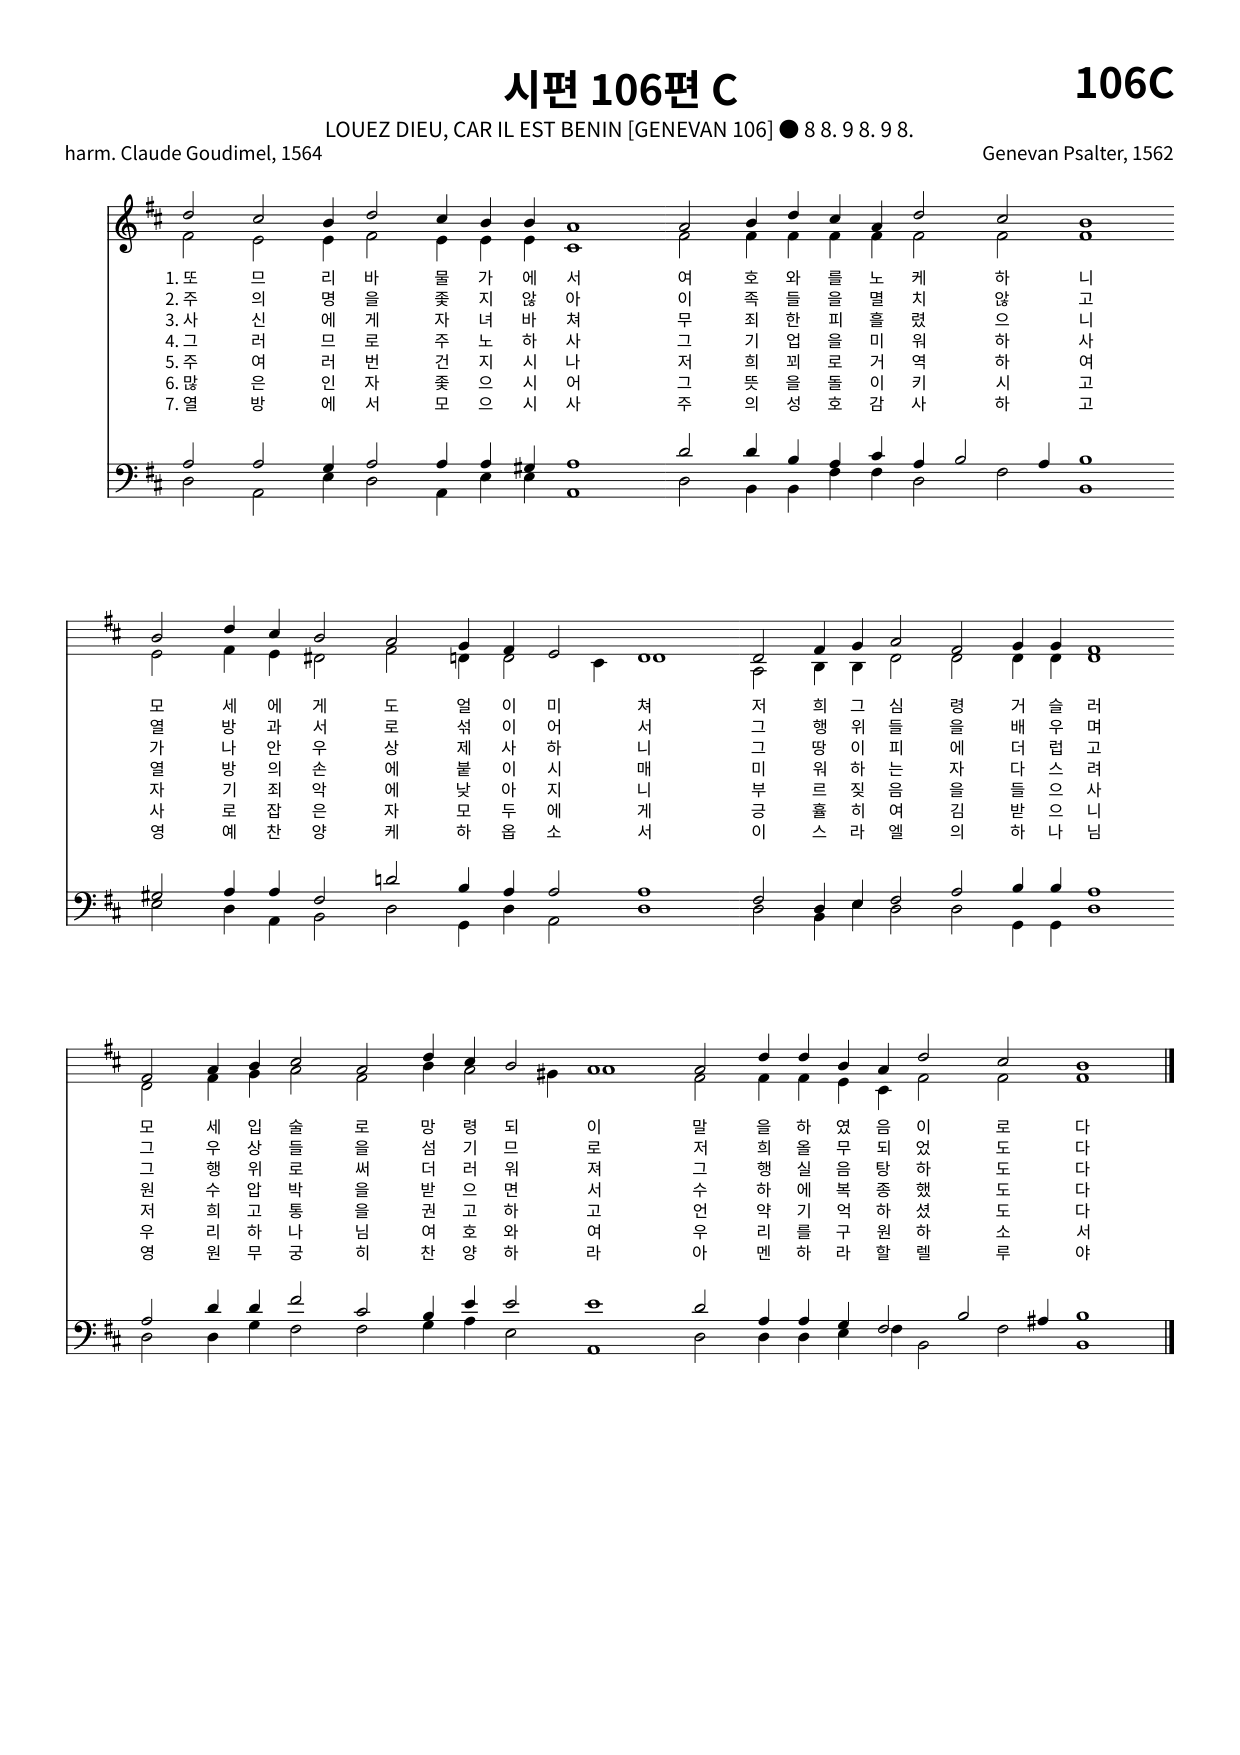 시편 106편 C
106C
LOUEZ DIEU, CAR IL EST BENIN [GENEVAN 106] ● 8 8. 9 8. 9 8.
harm. Claude Goudimel, 1564
Genevan Psalter, 1562
1. 또 므 리 바 물 가 에 서 여 호 와 를 노 케 하 니
2. 주 의 명 을 좇 지 않 아 이 족 들 을 멸 치 않 고
3. 사 신 에 게 자 녀 바 쳐 무 죄 한 피 흘 렸 으 니
4. 그 러 므 로 주 노 하 사 그 기 업 을 미 워 하 사
5. 주 여 러 번 건 지 시 나 저 희 꾀 로 거 역 하 여
6. 많 은 인 자 좇 으 시 어 그 뜻 을 돌 이 키 시 고
7. 열 방 에 서 모 으 시 사 주 의 성 호 감 사 하 고
모 세 에 게 도 얼 이 미 쳐 저 희 그 심 령 거 슬 러
열 방 과 서 로 섞 이 어 서 그 행 위 들 을 배 우 며
가 나 안 우 상 제 사 하 니 그 땅 이 피 에 더 럽 고
열 방 의 손 에 붙 이 시 매 미 워 하 는 자 다 스 려
자 기 죄 악 에 낮 아 지 니 부 르 짖 음 을 들 으 사
사 로 잡 은 자 모 두 에 게 긍 휼 히 여 김 받 으 니
영 예 찬 양 케 하 옵 소 서 이 스 라 엘 의 하 나 님
모 세 입 술 로 망 령 되 이 말 을 하 였 음 이 로 다
그 우 상 들 을 섬 기 므 로 저 희 올 무 되 었 도 다
그 행 위 로 써 더 러 워 져 그 행 실 음 탕 하 도 다
원 수 압 박 을 받 으 면 서 수 하 에 복 종 했 도 다
저 희 고 통 을 권 고 하 고 언 약 기 억 하 셨 도 다
우 리 하 나 님 여 호 와 여 우 리 를 구 원 하 소 서
영 원 무 궁 히 찬 양 하 라 아 멘 하 라 할 렐 루 야